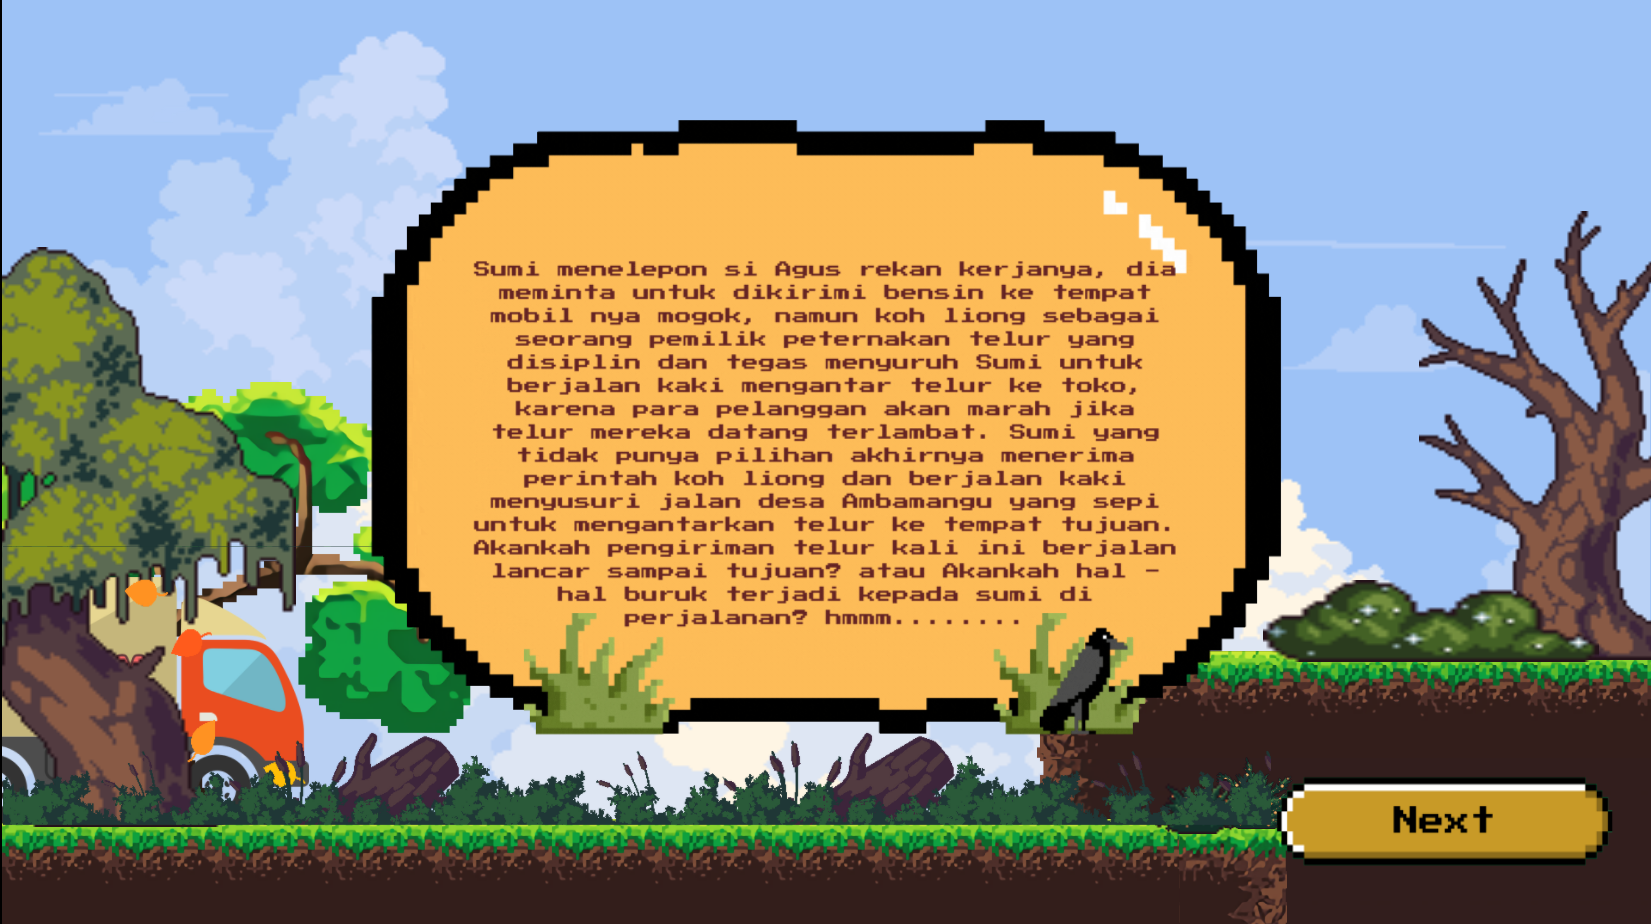 Sumi menelepon si Agus rekan kerjanya, dia
meminta untuk dikirimi bensin ke tempat
mobil nya mogok, namun koh liong sebagai
seorang pemilik peternakan telur yang
disiplin dan tegas menyuruh Sumi untuk
berjalan kaki mengantar telur ke toko,
karena para pelanggan akan marah jika
telur mereka datang terlambat. Sumi yang
tidak punya pilihan akhirnya menerima
perintah koh liong dan berjalan kaki
menyusuri jalan desa Ambamangu yang sepi
untuk mengantarkan telur ke tempat tujuan.
Akankah pengiriman telur kali ini berjalan
lancar sampai tujuan? atau Akankah hal -
hal buruk terjadi kepada sumi di
perjalanan? hmmm........
Next